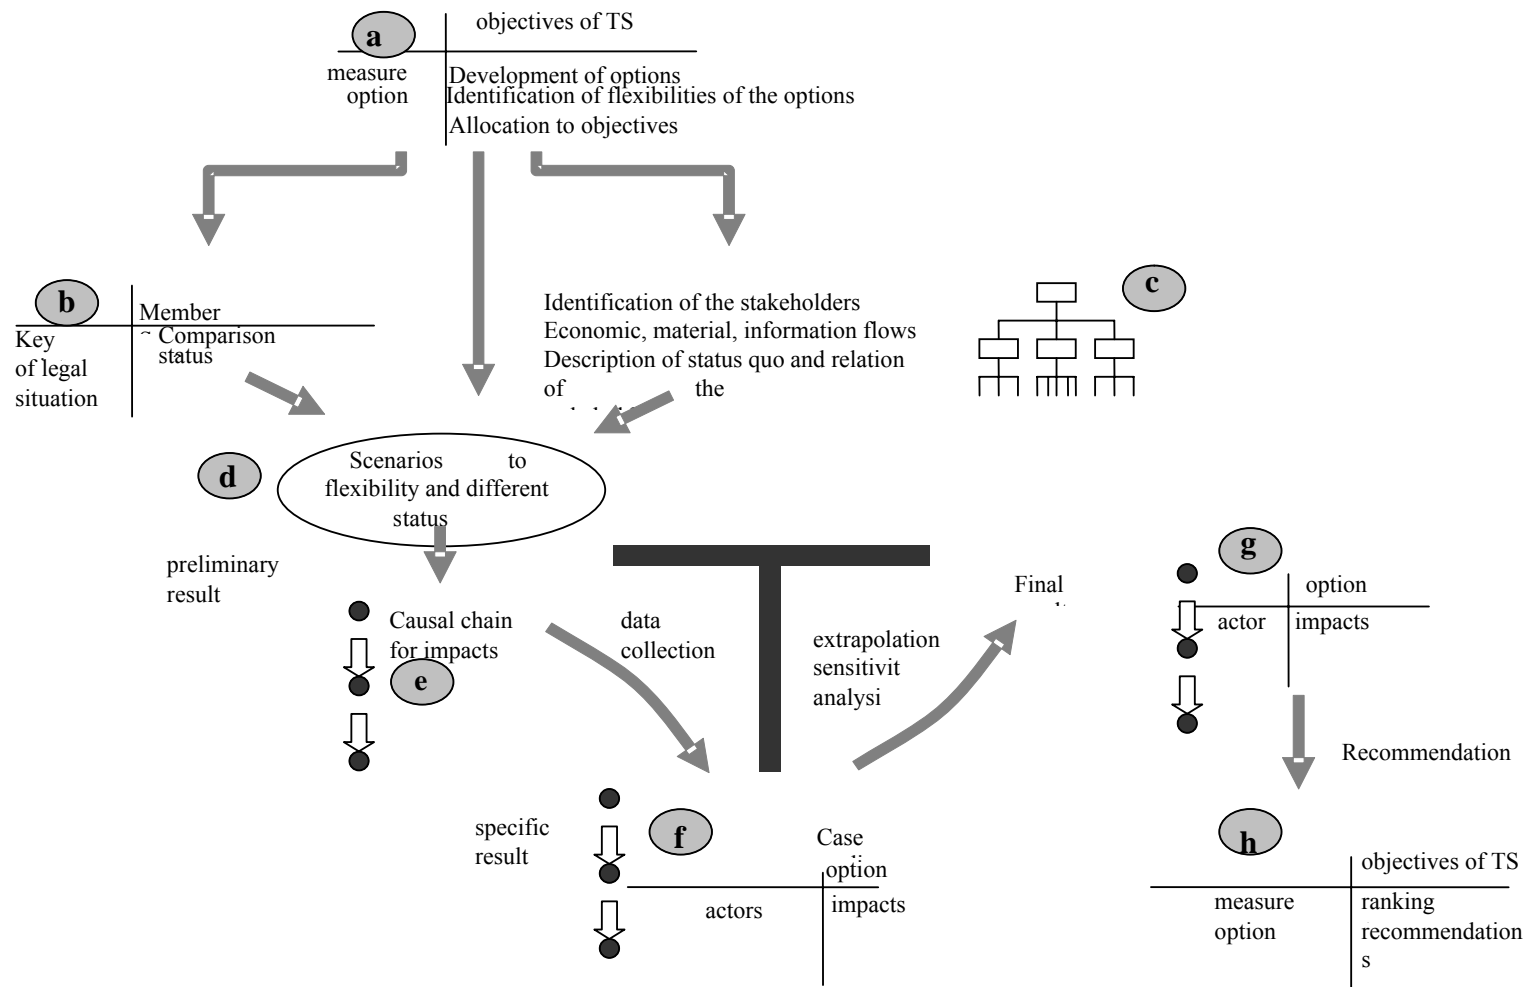 a
objectives of TS
measure
option
Development of options
Identification of flexibilities of the options
Allocation to objectives
b
Member
Comparison
status
Key
of legal
situation
Identification of the stakeholders
Economic, material, information flows
Description of status quo and relation
of the
c
d
Scenarios to
flexibility and different
status
preliminary
result
Causal chain
for impacts
e
data
collection
extrapolation
sensitivit
analysi
Final
g
option
actor
impacts
Recommendation
specific
result
f
Case
option
actors
impacts
h
objectives of TS
measure
option
ranking
recommendation
s